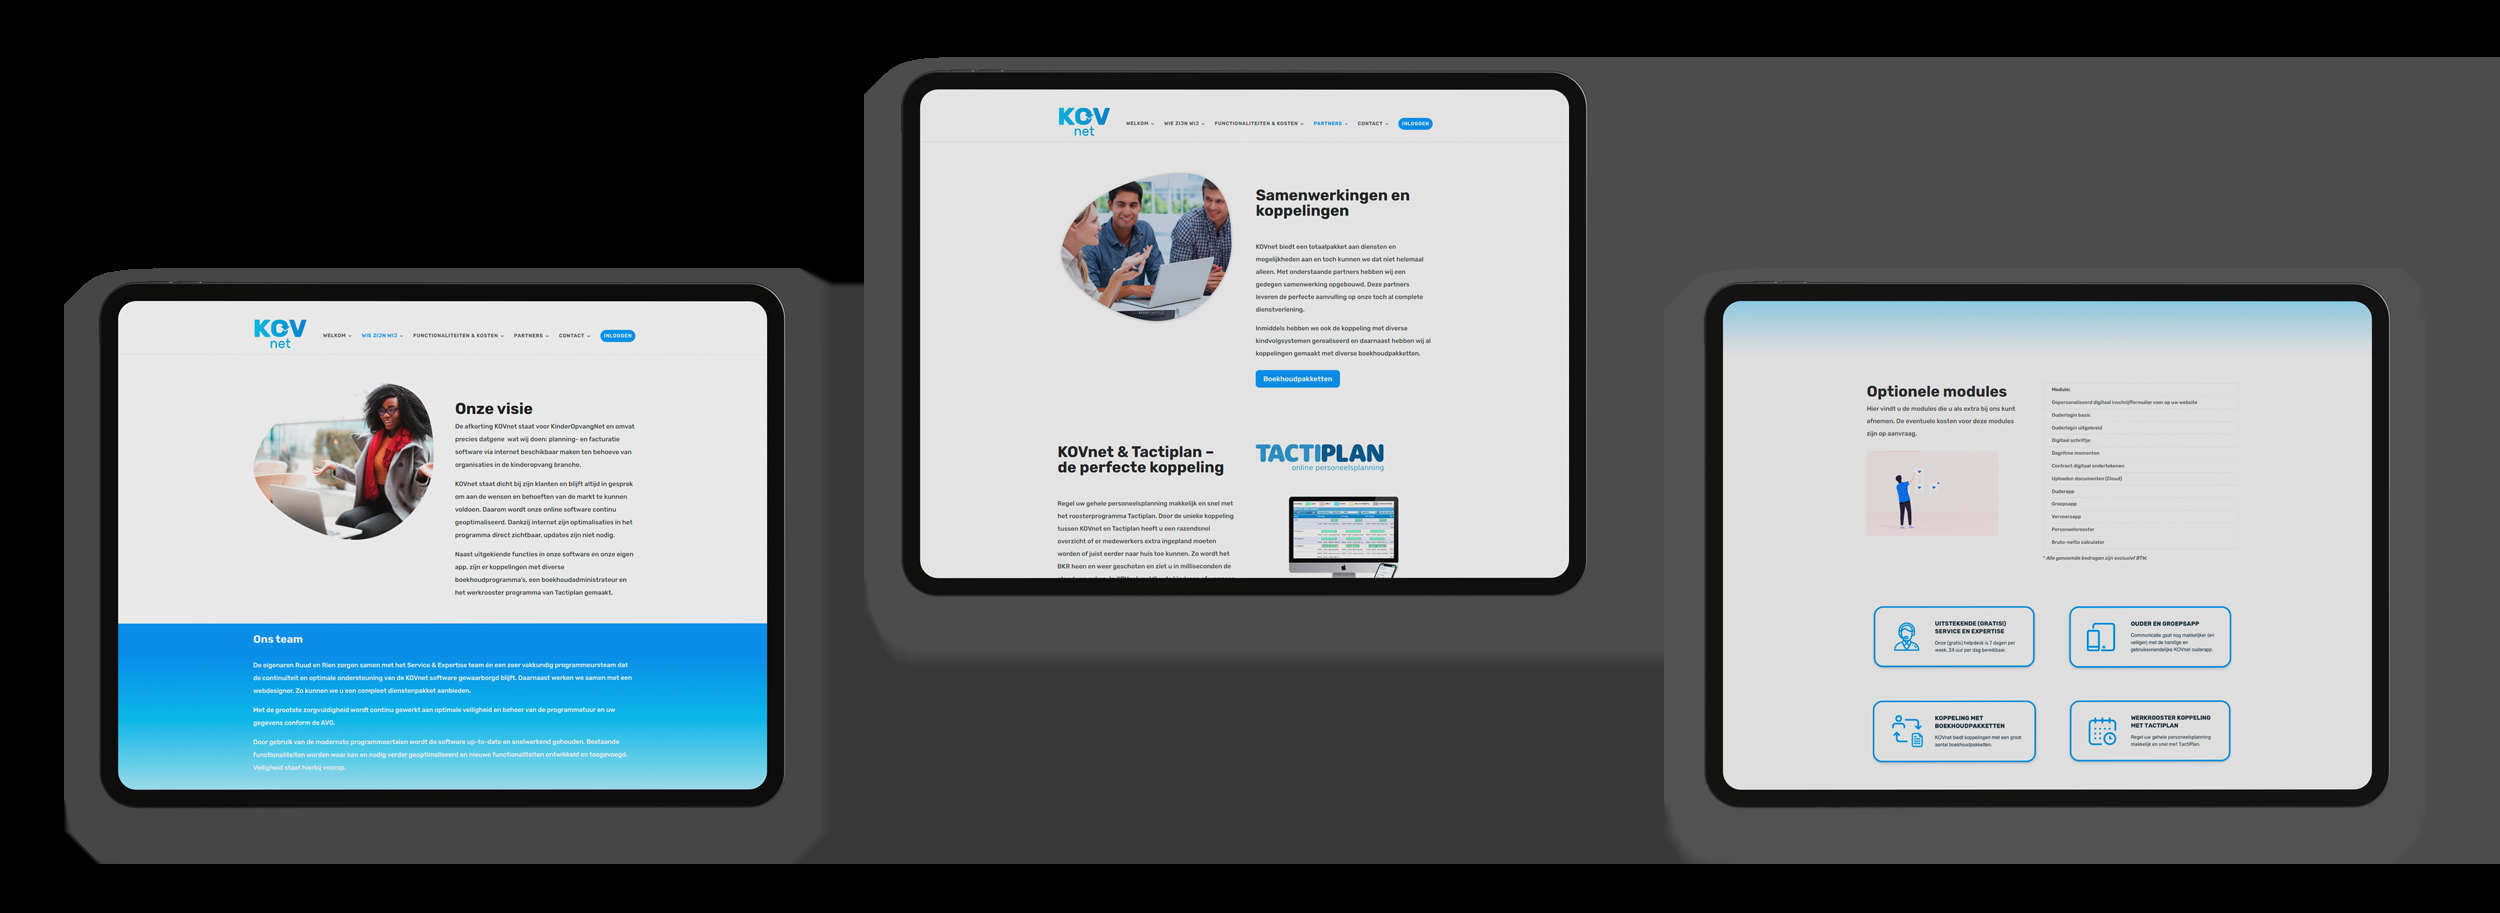 KOV
net
WELKOM
WIE ZIJN WIJ
FUNCTIONALITEITEN & KOSTEN
PARTNERS
CONTACT
INLOGGEN
Onze visie
De afkorting KOVnet staat voor KinderOpvangNet en omvat
precies datgene wat wij doen: planning- en facturatie
software via internet beschikbaar maken ten behoeve van
organisaties in de kinderopvang branche.
KOVnet staat dicht bij zijn klanten en blijft altijd in gesprek
om aan de wensen en behoeften van de markt te kunnen
voldoen. Daarom wordt onze online software continu
geoptimaliseerd. Dankzij internet zijn optimalisaties in het
programma direct zichtbaar, updates zijn niet nodig.
Naast uitgekiende functies in onze software en onze eigen
app, zijn er koppelingen met diverse
boekhoudprogramma's, een boekhoudadministrateur en
het werkrooster programma van Tactiplan gemaakt.
Ons team
De eigenaren Ruud en Rien zorgen samen met het Service & Expertise team én een zeer vakkundig programmeursteam dat
de continuïteit en optimale ondersteuning van de KOVnet software gewaarborgd blijft. Daarnaast werken we samen met een
webdesigner. Zo kunnen we u een compleet dienstenpakket aanbieden.
Met de grootste zorgvuldigheid wordt continu gewerkt aan optimale veiligheid en beheer van de programmatuur en uw
gegevens conform de AVG.
Door gebruik van de modernste programmeertalen wordt de software up-to-date en snelwerkend gehouden. Bestaande
functionaliteiten worden waar kan en nodig verder geoptimaliseerd en nieuwe functionaliteiten ontwikkeld en toegevoegd.
Veiligheid staat hierbij voorop.
KOV
net
WELKOM
WIE ZIJN WIJ
FUNCTIONALITEITEN & KOSTEN
PARTNERS
CONTACT
INLOGGEN
Samenwerkingen en
koppelingen
KOVnet biedt een totaalpakket aan diensten en
mogelijkheden aan en toch kunnen we dat niet helemaal
alleen. Met onderstaande partners hebben wij een
gedegen samenwerking opgebouwd. Deze partners
leveren de perfecte aanvulling op onze toch al complete
dienstverlening.
Inmiddels hebben we ook de koppeling met diverse
kindvolgsystemen gerealiseerd en daarnaast hebben wij al
koppelingen gemaakt met diverse boekhoudpakketten.
Boekhoudpakketten
KOVnet & Tactiplan –
de perfecte koppeling
Regel uw gehele personeelsplanning makkelijk en snel met
het roosterprogramma Tactiplan. Door de unieke koppeling
tussen KOVnet en Tactiplan heeft u een razendsnel
overzicht of er medewerkers extra ingepland moeten
worden of juist eerder naar huis toe kunnen. Zo wordt het
BKR heen en weer geschoten en ziet u in milliseconden de
TACTIPLAN
online personeelsplanning
Optionele modules
Hier vindt u de modules die u als extra bij ons kunt
afnemen. De eventuele kosten voor deze modules
zijn op aanvraag.
Module:
Gepersonaliseerd digitaal inschrijfformulier voor op uw website
Ouderlogin basis
Ouderlogin uitgebreid
Digitaal schriftje
Dagritme momenten
Contract digitaal ondertekenen
Uploaden documenten (Cloud)
Ouderapp
Groepsapp
Vervoersapp
Personeelsrooster
Bruto-netto calculator
* Alle genoemde bedragen zijn exclusief BTW.
UITSTEKENDE (GRATIS!)
SERVICE EN EXPERTISE
Onze (gratis) helpdesk is 7 dagen per
week, 24 uur per dag bereikbaar.
OUDER EN GROEPSAPP
Communicatie gaat nog makkelijker (en
veiliger) met de handige en
gebruiksvriendelijke KOVnet ouderapp.
KOPPELING MET
BOEKHOUDPAKKETTEN
KOVnet biedt koppelingen met een groot
aantal boekhoudpakketten.
WERKROOSTER KOPPELING
MET TACTIPLAN
Regel uw gehele personeelsplanning
makkelijk en snel met TactiPlan.